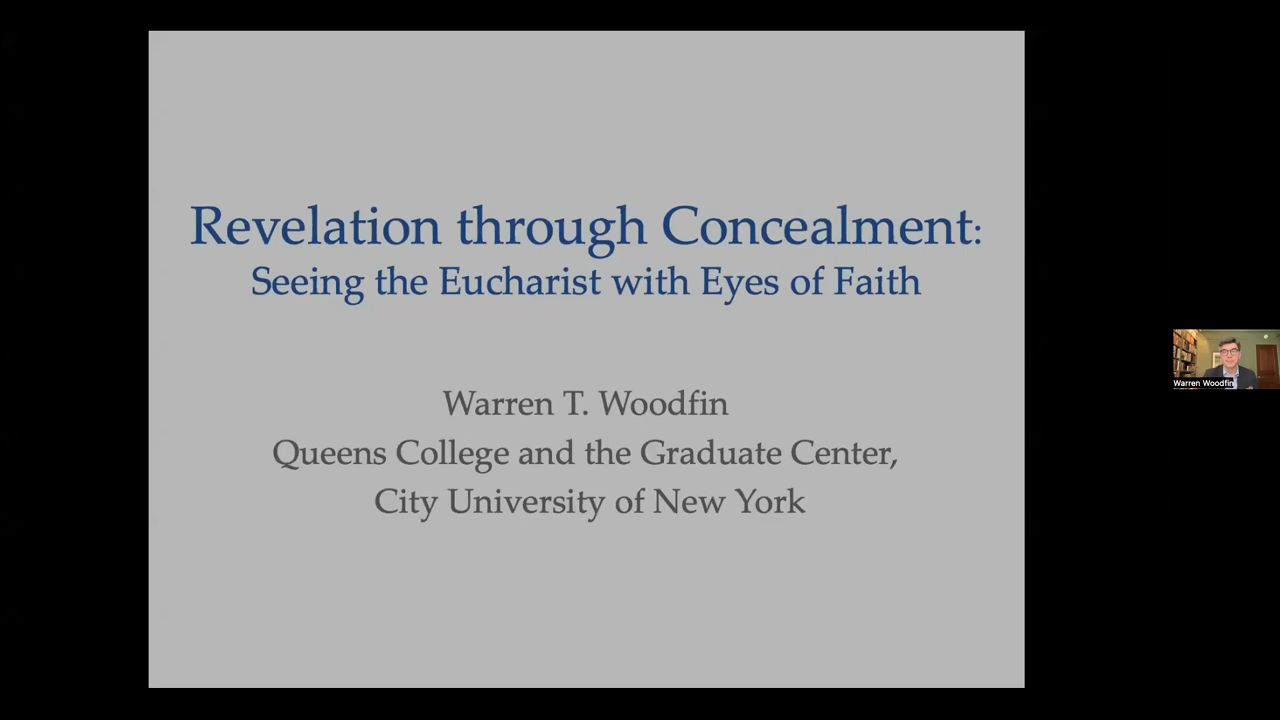 Revelation through Concealment:
Seeing the Eucharist with Eyes of Faith
Warren T. Woodfin
Queens College and the Graduate Center,
City University of New York
Warren Woodfin